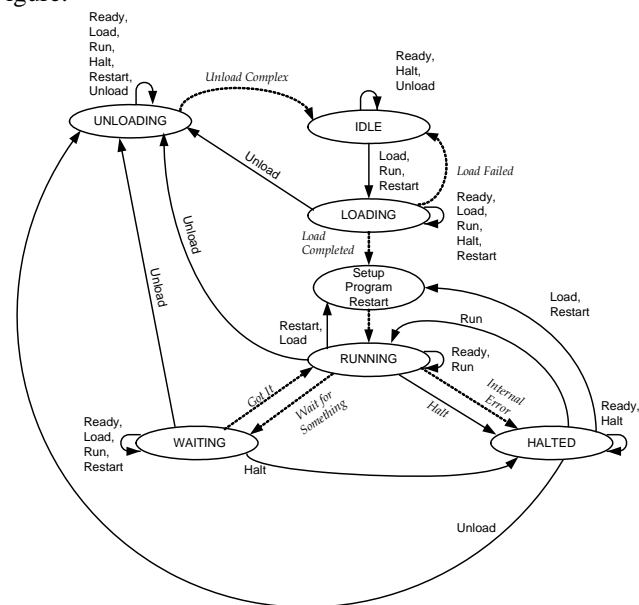 igure.
Ready,
Load,
Run,
Halt,
Restart,
Unload
Unload Complex
Ready,
Halt,
Unload
UNLOADING
IDLE
Load,
Run,
Restart
Load Failed
Unload
LOADING
Ready,
Load,
Run,
Halt,
Restart
Load
Completed
Unload
Setup
Program
Restart
Load,
Restart
Unload
Restart,
Load
Run
RUNNING
Ready,
Run
Got It
Wait for
Something
Halt
Internal
Error
Ready,
Load,
Run,
Restart
WAITING
Halt
HALTED
Ready,
Halt
Unload